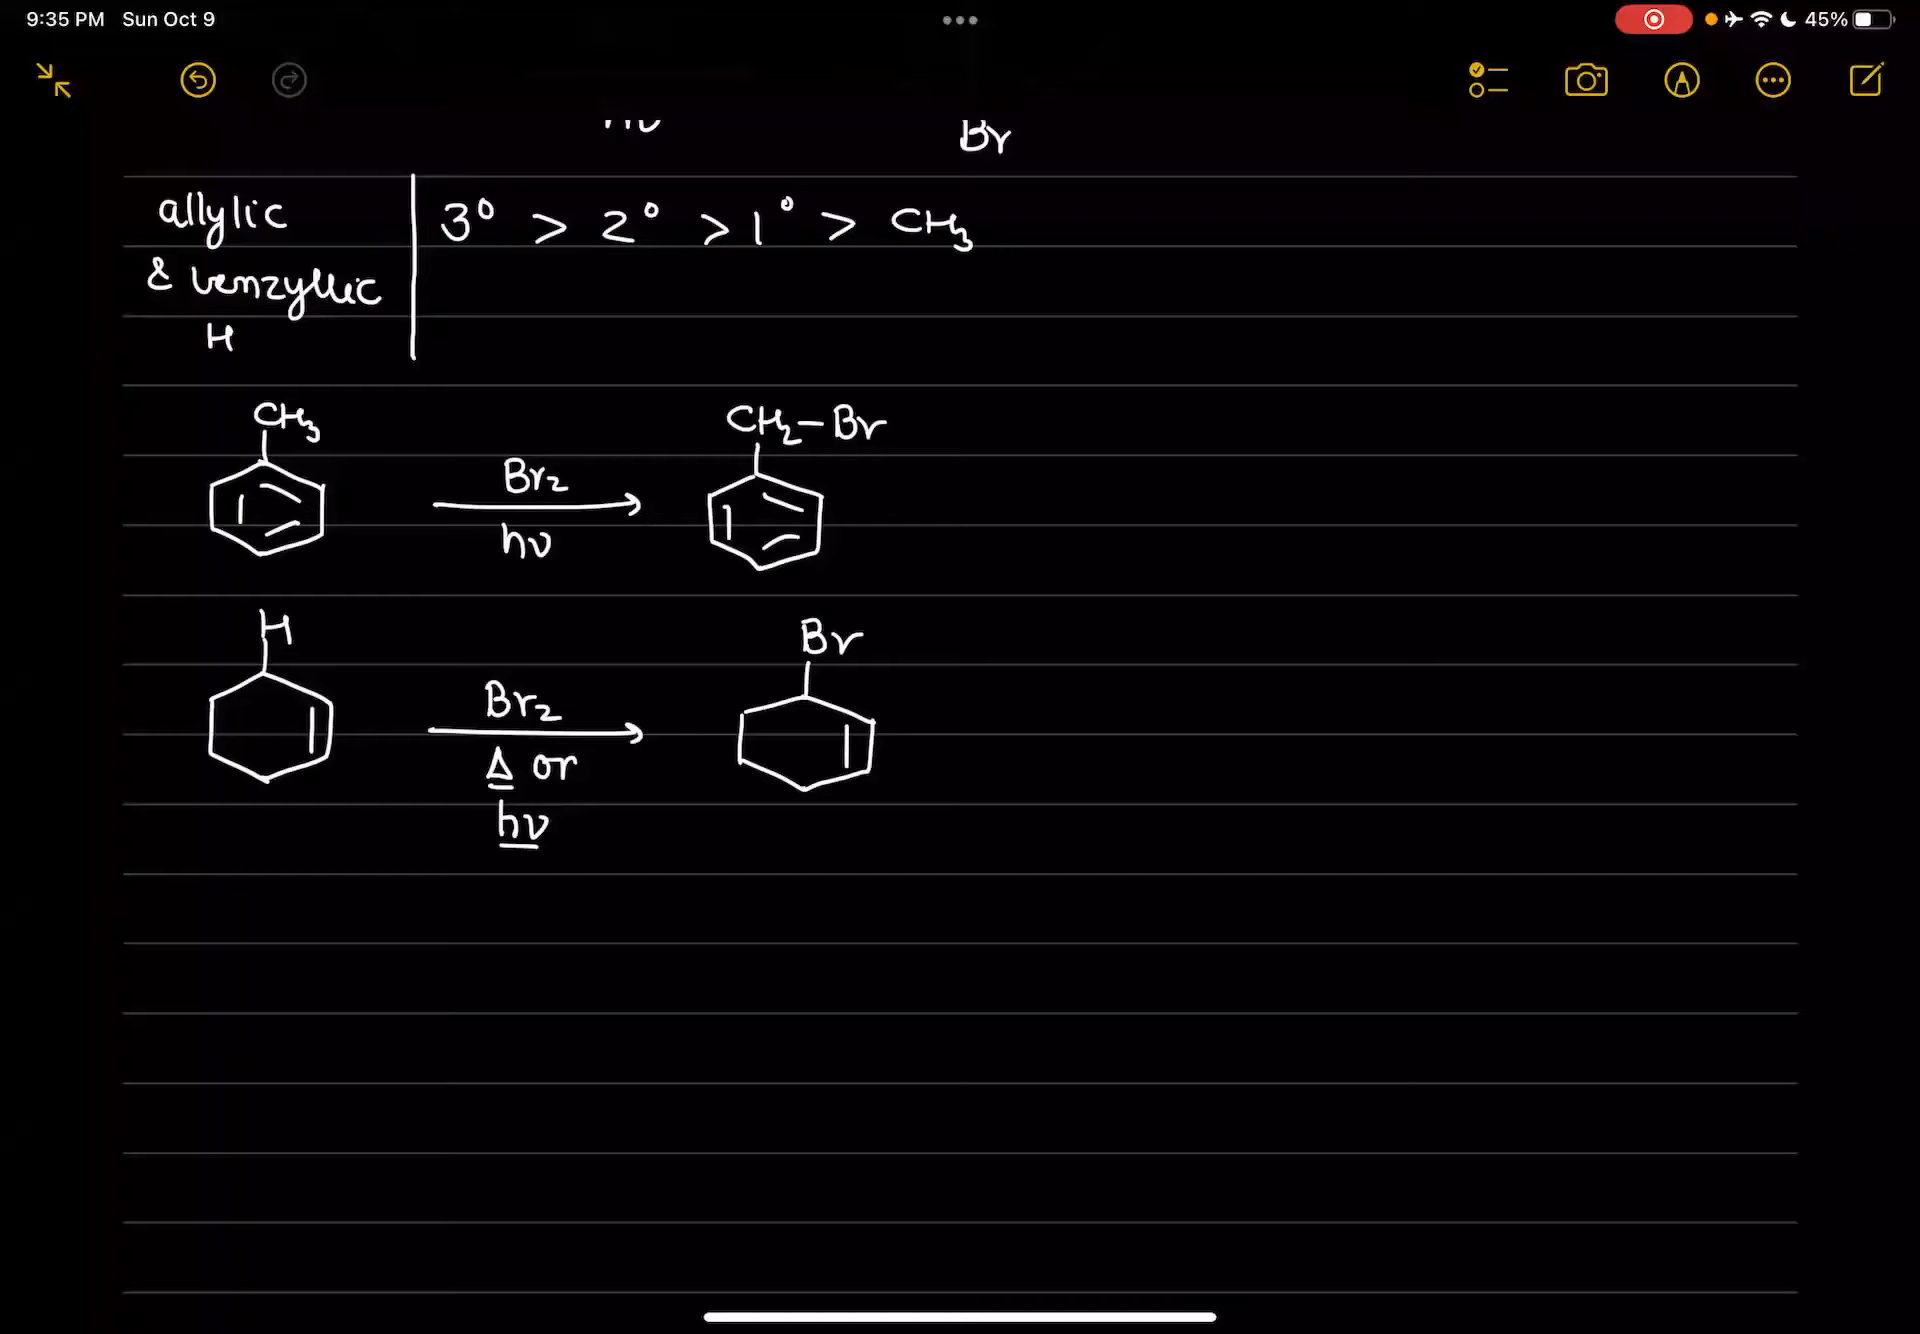 9:35 PM Sun Oct 9
45%
Br
allylic
& benzyllic
H
3° > 2° > 1° > CH₃
CH₃
Br₂
hν
CH₂-Br
H
Br₂
Δ or
hν
Br